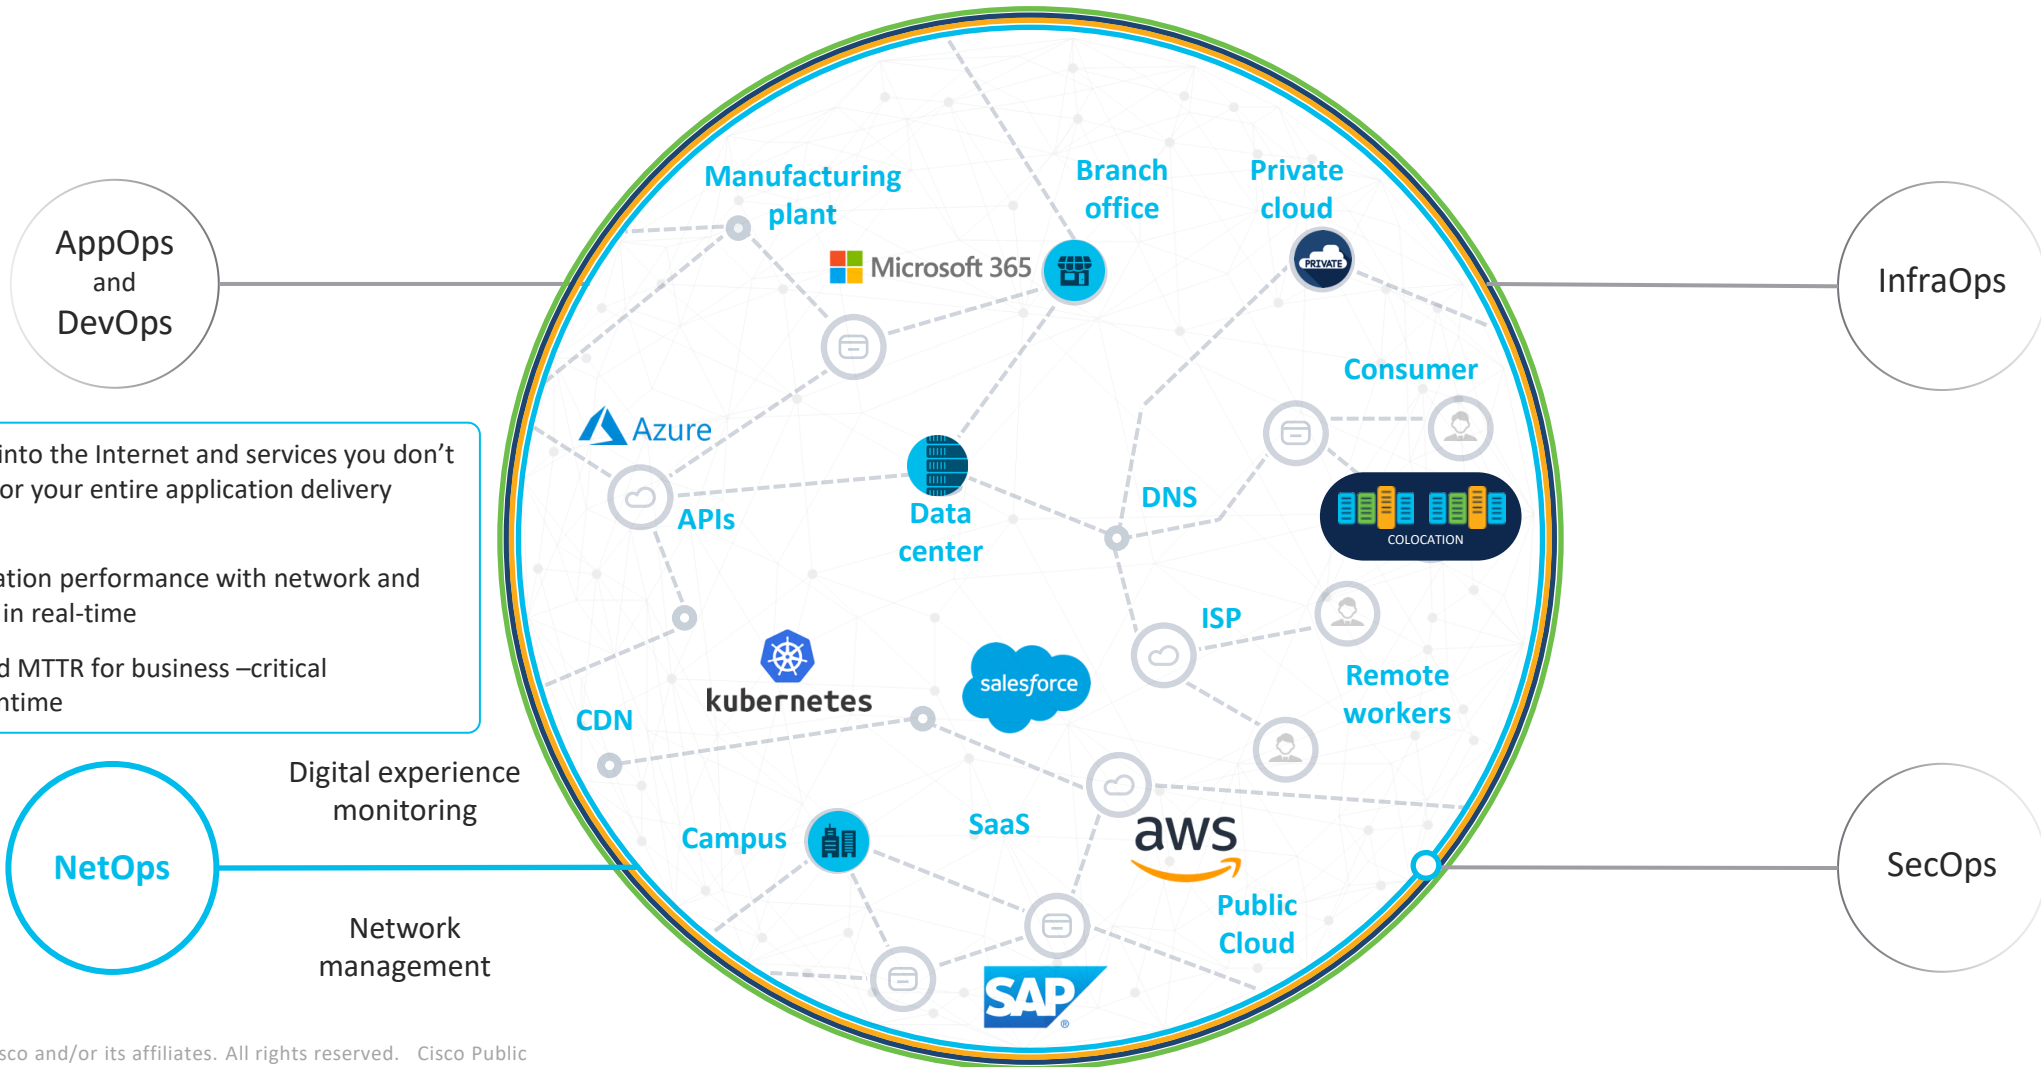 Manufacturing
plant
Branch
office
Private
cloud
AppOps
and
DevOps
Microsoft 365
PRIVATE
InfraOps
Consumer
Azure
into the Internet and services you don't
or your entire application delivery
APIs
Data
center
DNS
COLOCATION
ation performance with network and
in real-time
ISP
d MTTR for business –critical
ntime
kubernetes
salesforce
Remote
workers
CDN
Digital experience
monitoring
NetOps
Network
management
Campus
SaaS
aws
Public
Cloud
SecOps
SAP
®
sco and/or its affiliates. All rights reserved. Cisco Public